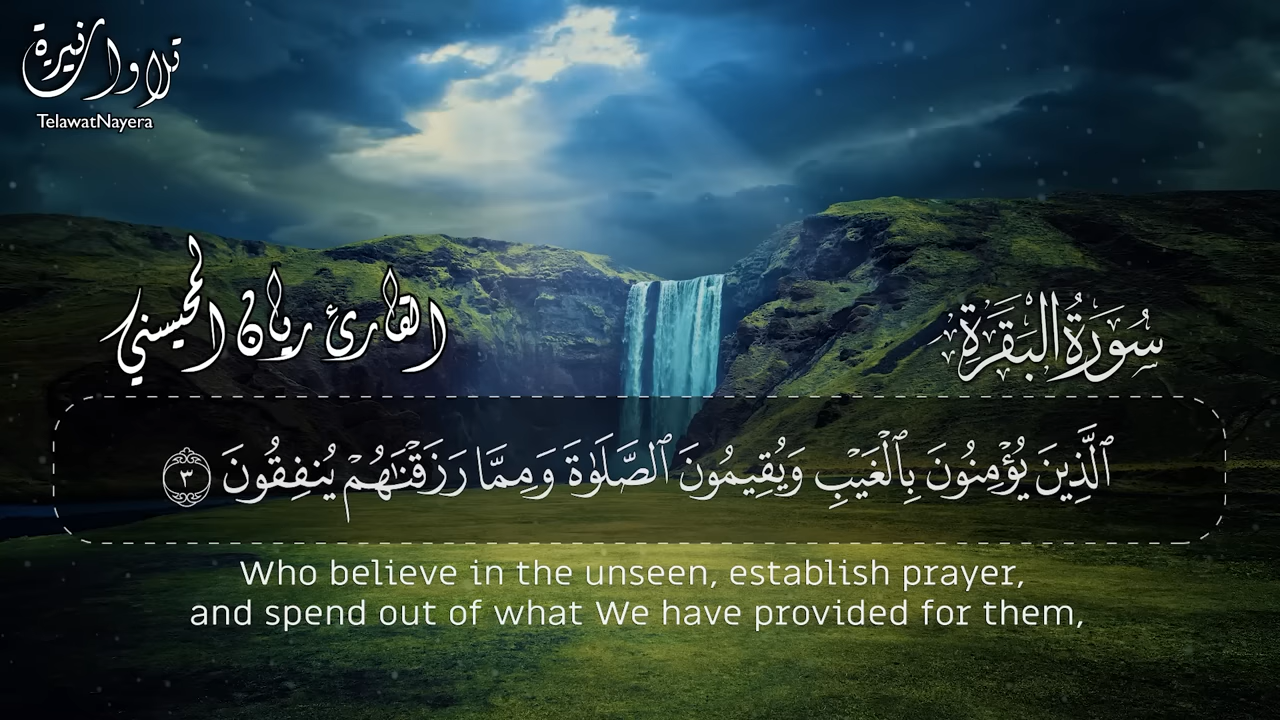 تلاوات نيرة
TelawatNayera
سُورَةُ البَقَرَةِ
القارئ ريان المحيسني
ٱلَّذِينَ يُؤْمِنُونَ بِٱلْغَيْبِ وَيُقِيمُونَ ٱلصَّلَوٰةَ وَمِمَّا رَزَقْنَـٰهُمْ يُنفِقُونَ ٣
Who believe in the unseen, establish prayer,
and spend out of what We have provided for them,